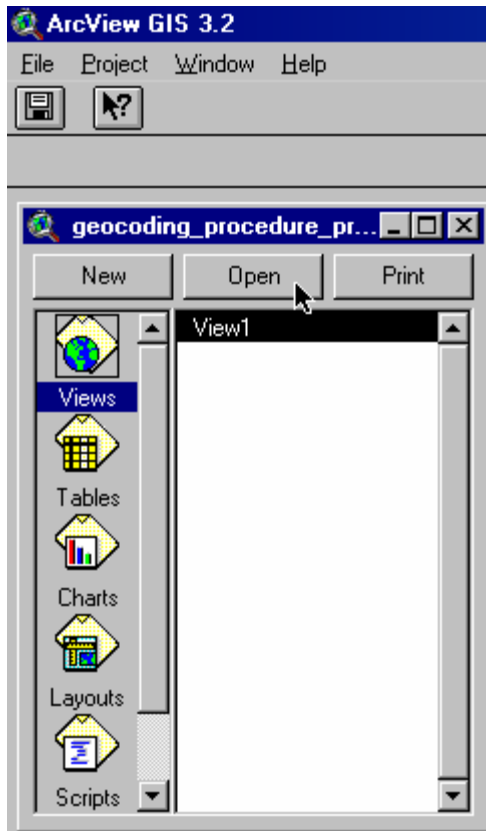 ArcView GIS 3.2
File Project Window Help
geocoding_procedure_pr...
New Open Print
View1
Views
Tables
Charts
Layouts
Scripts